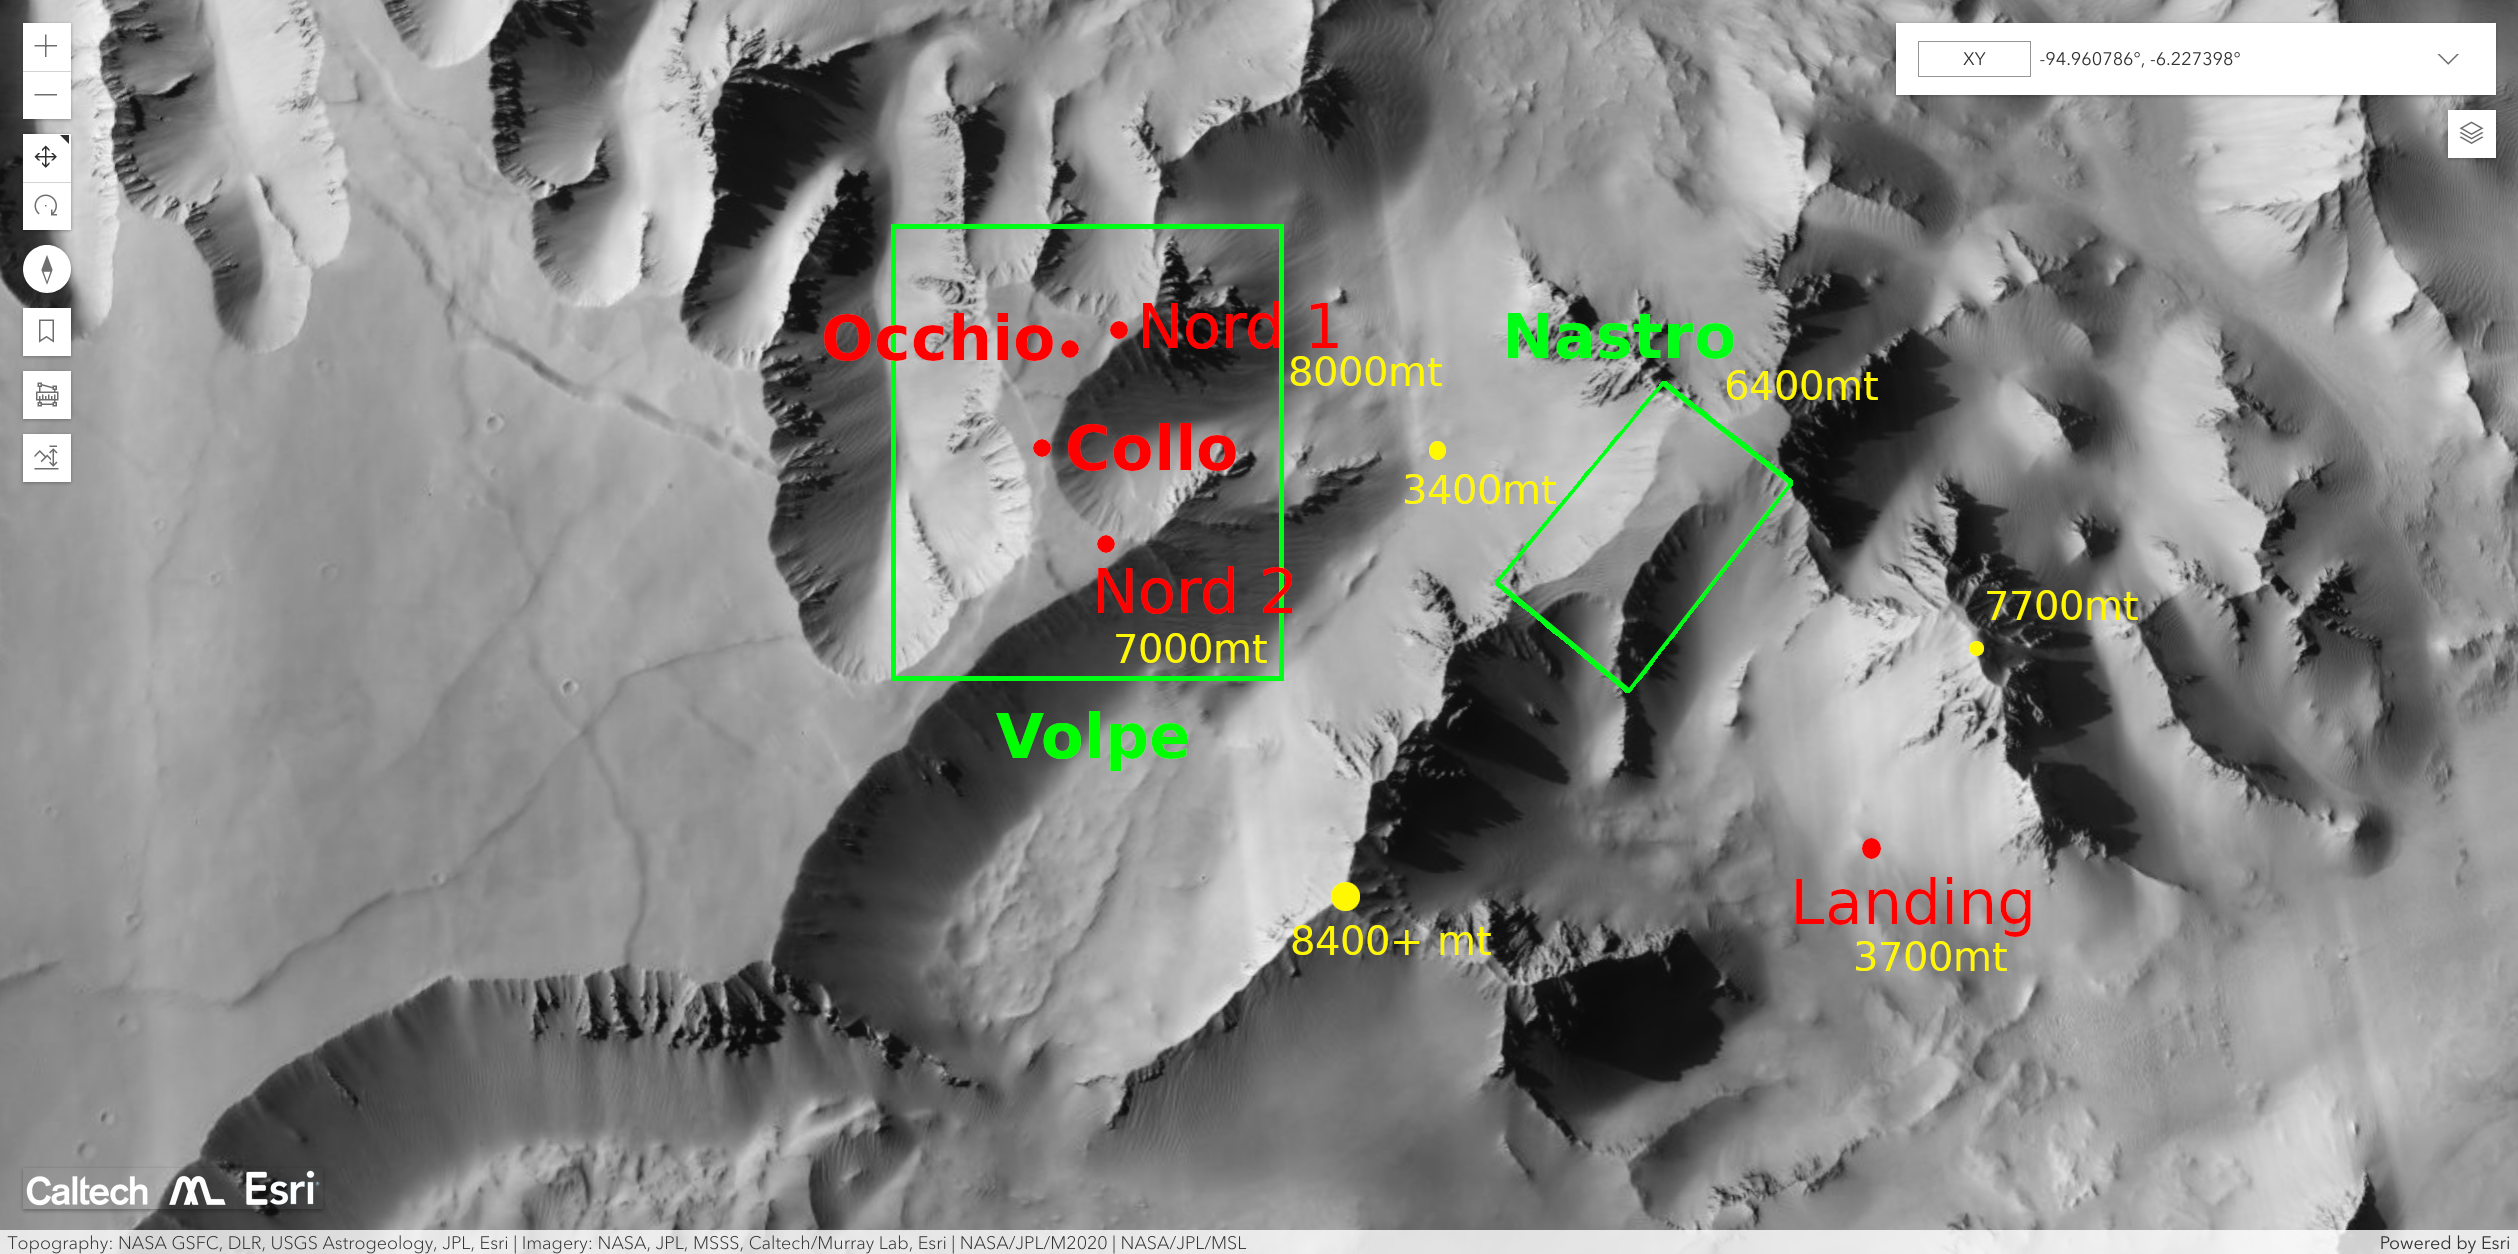 XY
-94.960786°, -6.227398°
Nord 1
Occhio
Nastro
8000mt
6400mt
Collo
3400mt
Nord 2
7700mt
7000mt
Volpe
Landing
8400+ mt
3700mt
Caltech
Esri
Topography: NASA GSFC, DLR, USGS Astrogeology, JPL, Esri | Imagery: NASA, JPL, MSSS, Caltech/Murray Lab, Esri | NASA/JPL/M2020 | NASA/JPL/MSL
Powered by Esri